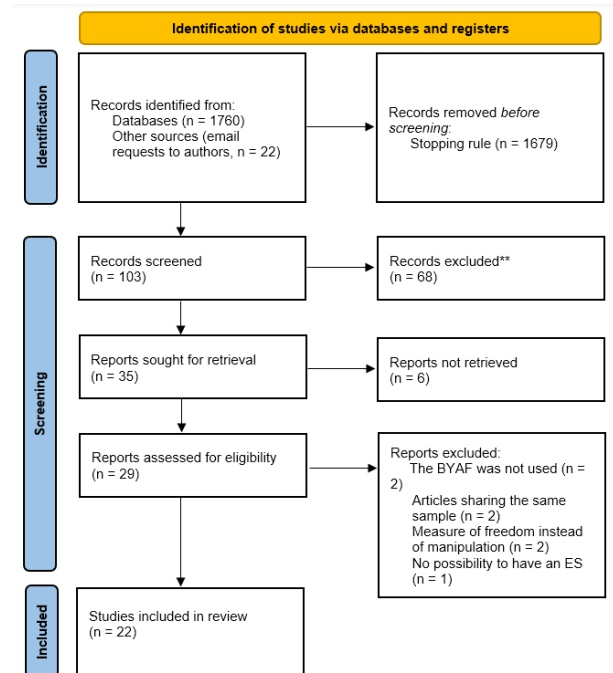 Identification of studies via databases and registers
Identification
Records identified from:
Databases (n = 1760)
Other sources (email
requests to authors, n = 22)
Records removed before
screening:
Stopping rule (n = 1679)
Screening
Records screened
(n = 103)
Records excluded**
(n = 68)
Reports sought for retrieval
(n = 35)
Reports not retrieved
(n = 6)
Reports assessed for eligibility
(n = 29)
Reports excluded:
The BYAF was not used (n =
2)
Articles sharing the same
sample (n = 2)
Measure of freedom instead
of manipulation (n = 2)
No possibility to have an ES
(n = 1)
Included
Studies included in review
(n = 22)